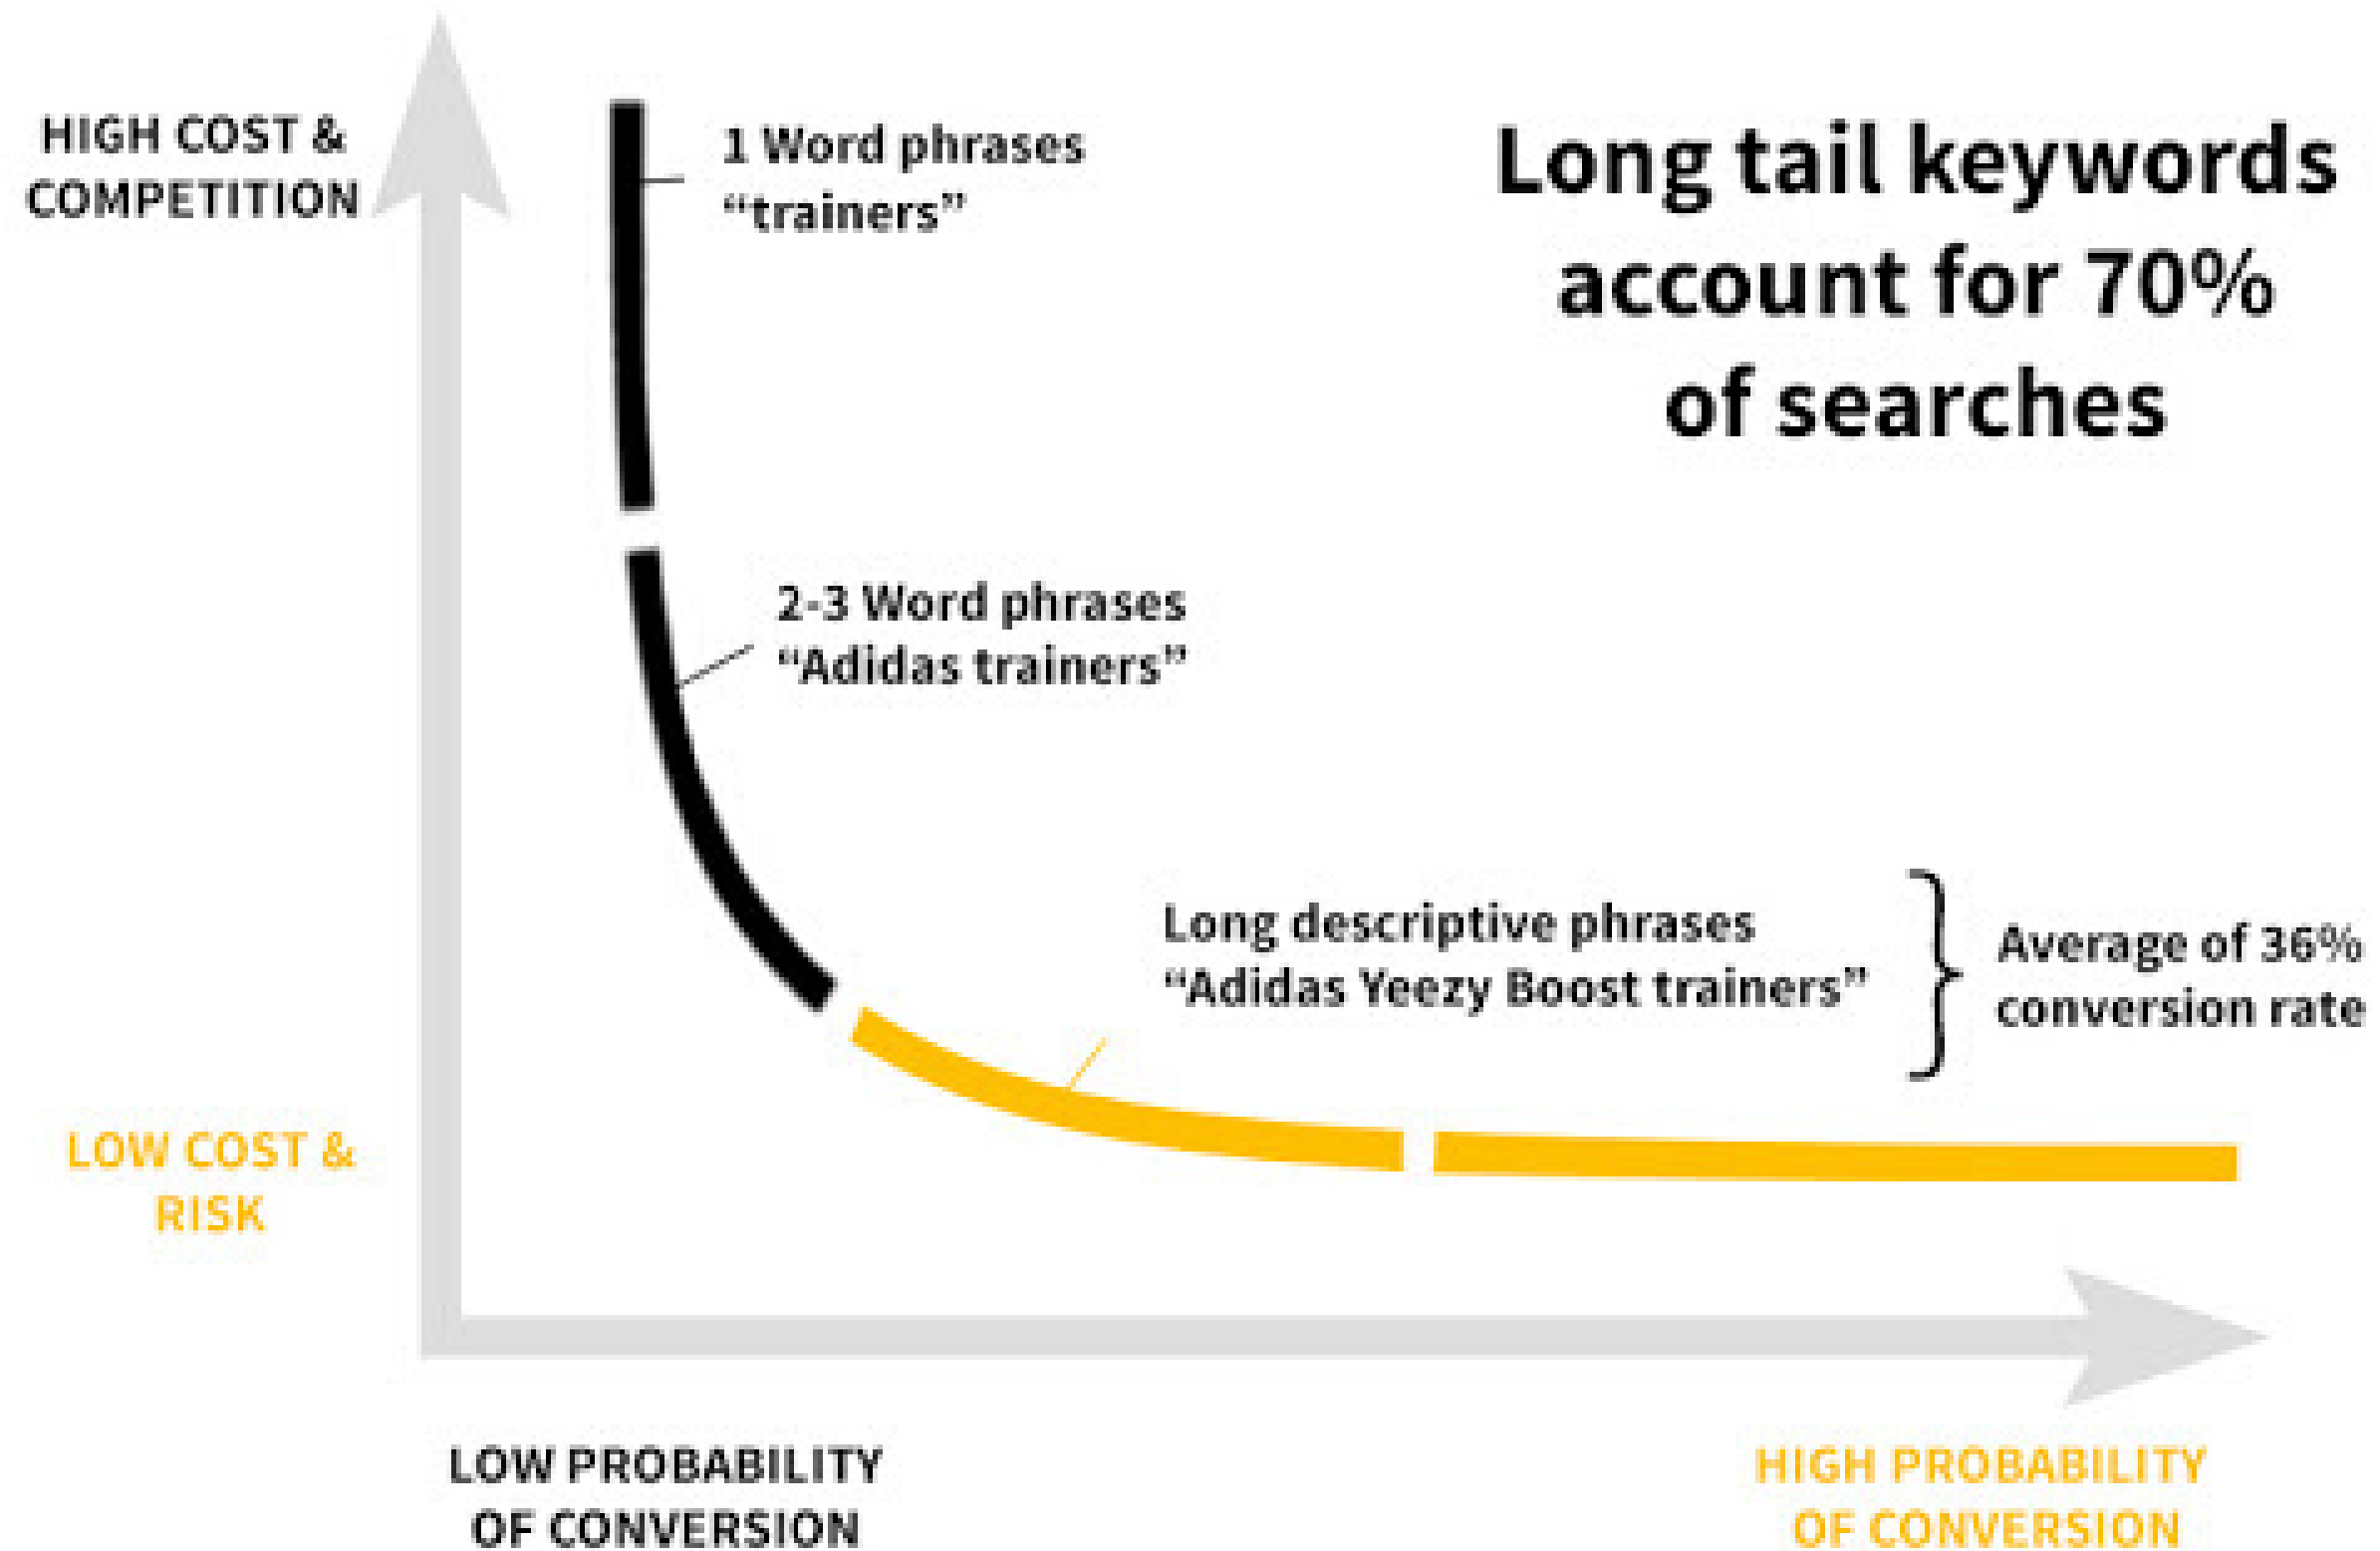 HIGH COST &
COMPETITION
1 Word phrases
“trainers”
Long tail keywords
account for 70%
of searches
2-3 Word phrases
“Adidas trainers”
Long descriptive phrases
“Adidas Yeezy Boost trainers”
Average of 36%
conversion rate
LOW COST &
RISK
LOW PROBABILITY
OF CONVERSION
HIGH PROBABILITY
OF CONVERSION